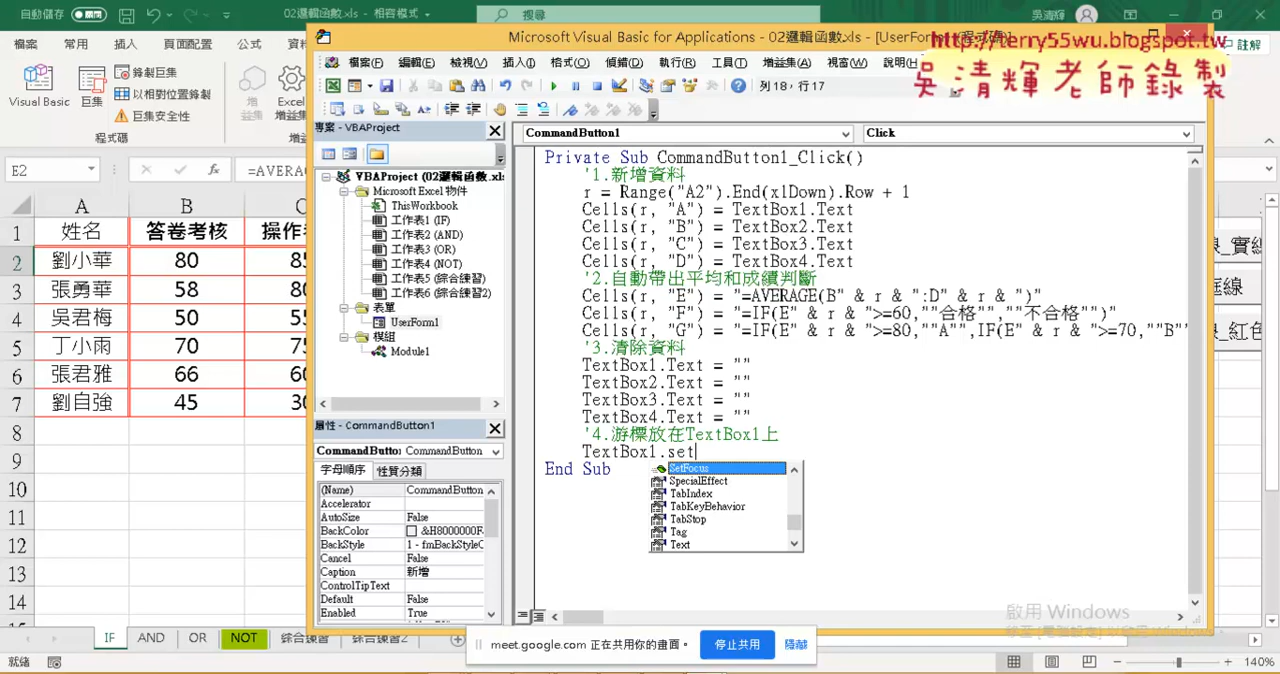 自動儲存
02邏輯函數.xls - 相容模式
搜尋
吳清輝
檔案 常用 插入 頁面配置 公式
註解
Visual Basic
巨集
錄製巨集
以相對位置錄製
巨集安全性
程式碼
增益集
Excel
Microsoft Visual Basic for Applications - 02邏輯函數.xls - [UserForm1
http://terry55wu.blogspot.tw
吳清輝老師錄製
檔案(F) 編輯(E) 檢視(V) 插入 格式(O) 偵錯(D) 執行(R) 工具(T) 增益集(A) 視窗(W) 說明(H)
列 18，行 17
專案 - VBAProject
VBAProject (02邏輯函數.xls
Microsoft Excel 物件
ThisWorkbook
工作表1 (IF)
工作表2 (AND)
工作表3 (OR)
工作表4 (NOT)
工作表5 (綜合練習)
工作表6 (綜合練習2)
表單
UserForm1
模組
Module1
屬性 - CommandButton1
CommandButton1 CommandButton
字母順序 性質分類
(Name) CommandButton
Accelerator
AutoSize False
BackColor &H8000000F
BackStyle 1 - fmBackStyleO
Cancel False
Caption 新增
ControlTipText
Default False
Enabled True
CommandButton1 Click
Private Sub CommandButton1_Click()
'1.新增資料
r = Range("A2").End(xlDown).Row + 1
Cells(r, "A") = TextBox1.Text
Cells(r, "B") = TextBox2.Text
Cells(r, "C") = TextBox3.Text
Cells(r, "D") = TextBox4.Text
'2.自動帶出平均和成績判斷
Cells(r, "E") = "=AVERAGE(B" & r & ":D" & r & ")"
Cells(r, "F") = "=IF(E" & r & ">=60,""合格"",""不合格"")"
Cells(r, "G") = "=IF(E" & r & ">=80,""A"",IF(E" & r & ">=70,""B"
'3.清除資料
TextBox1.Text = ""
TextBox2.Text = ""
TextBox3.Text = ""
TextBox4.Text = ""
'4.游標放在TextBox1上
TextBox1.set
End Sub
SetFocus
SpecialEffect
TabIndex
TabKeyBehavior
TabStop
Tag
Text
E2 fx =AVERA
A B C
1 姓名 答卷考核 操作
2 劉小華 80 85
3 張勇華 58 80
4 吳君梅 50 55
5 丁小雨 70 75
6 張君雅 66 60
7 劉自強 45 30
8
9
10
11
12
13
14
IF AND OR NOT 綜合練習 綜合練習2
meet.google.com 正在共用你的畫面。 停止共用 隱藏
啟用 Windows
就緒
140%